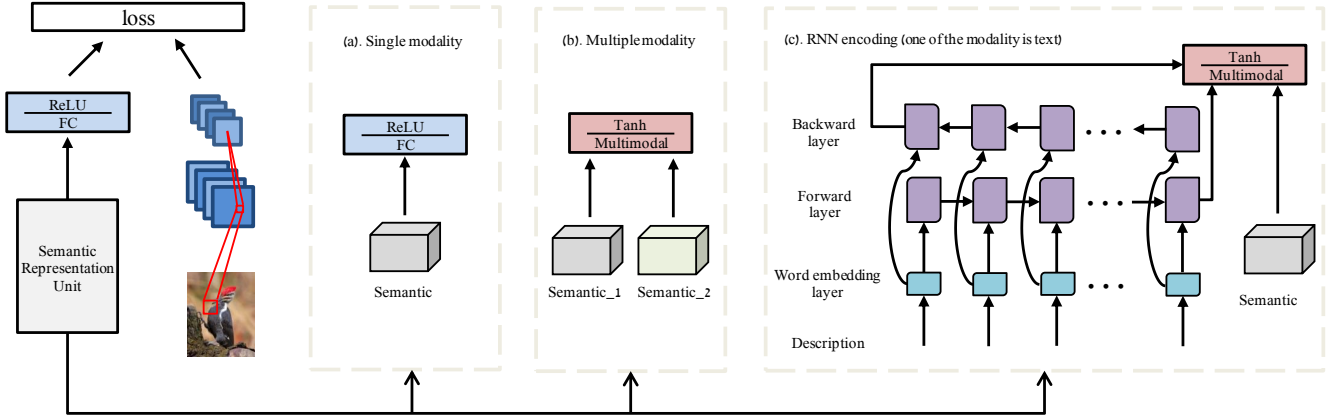 loss
ReLU
FC
Semantic
Representation
Unit
(a). Single modality
ReLU
FC
Semantic
(b). Multiple modality
Tanh
Multimodal
Semantic_1
Semantic_2
(c). RNN encoding (one of the modality is text)
Tanh
Multimodal
Backward
layer
Forward
layer
Word embedding
layer
Semantic
Description